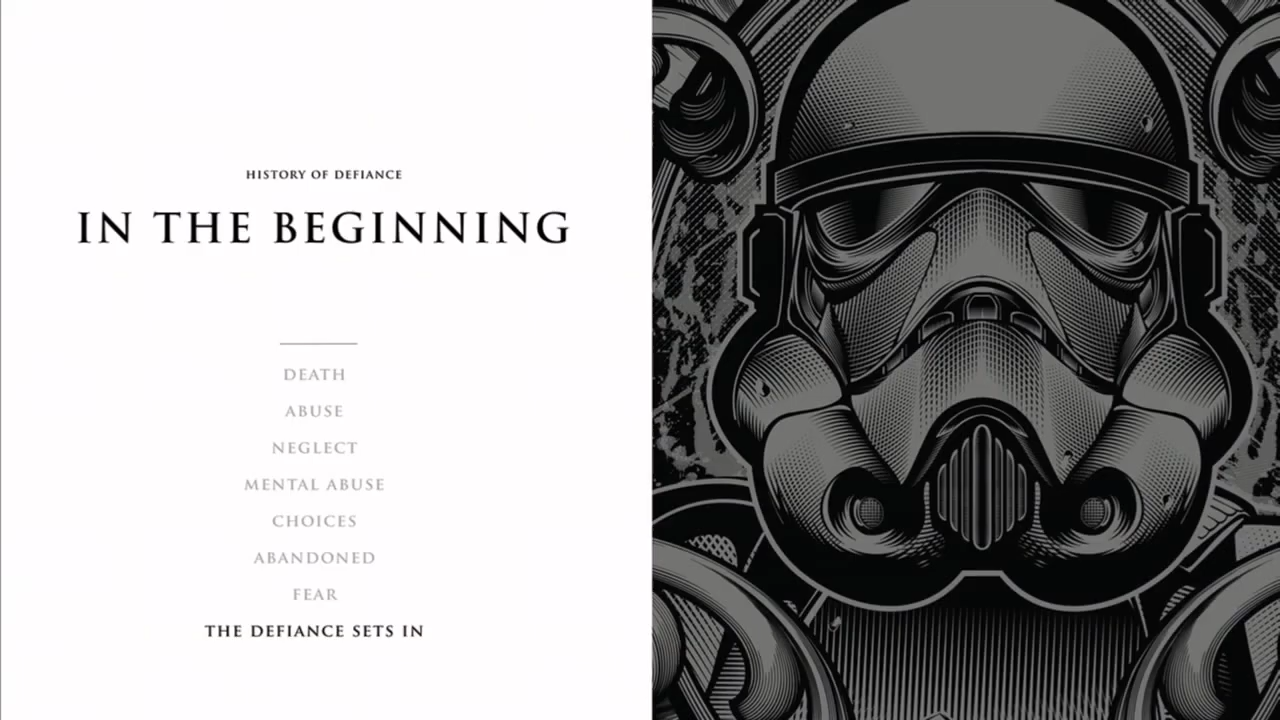 HISTORY OF DEFIANCE
IN THE BEGINNING
DEATH
ABUSE
NEGLECT
MENTAL ABUSE
CHOICES
ABANDONED
FEAR
THE DEFIANCE SETS IN